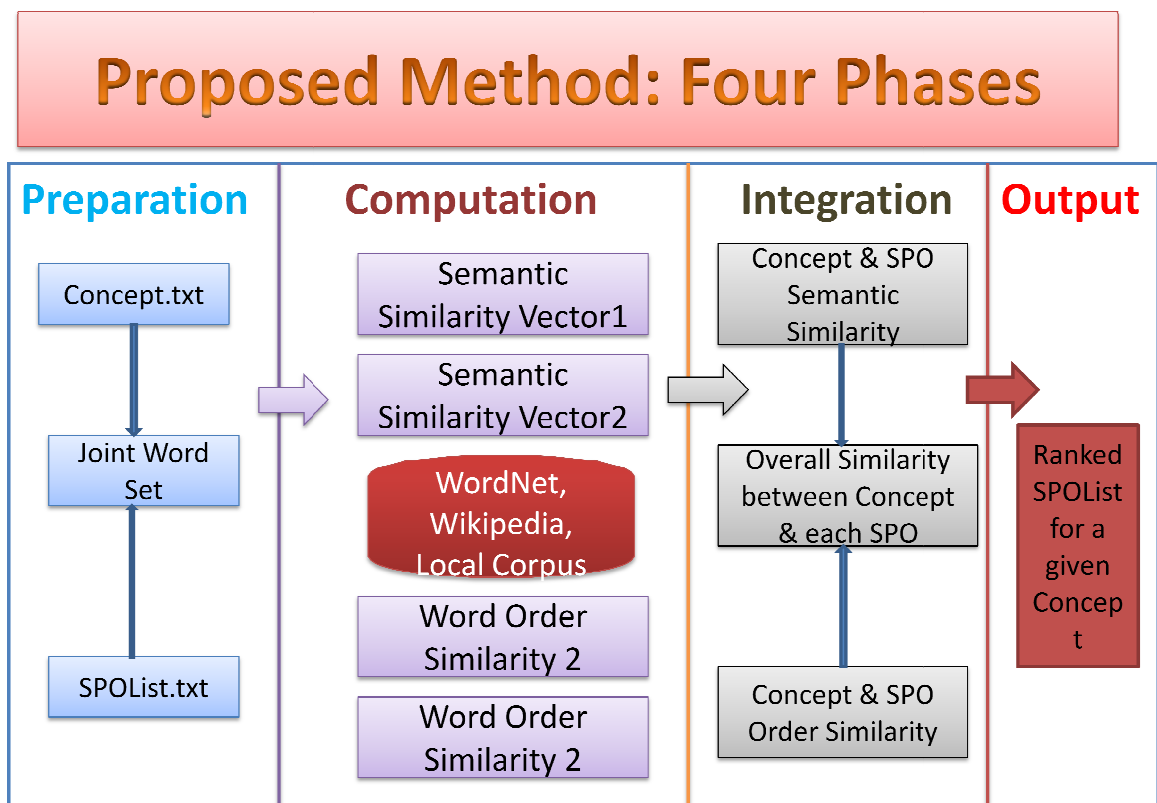 Proposed Method: Four Phases
Preparation
Concept.txt
Joint Word
Set
SPOList.txt
Computation
Semantic
Similarity Vector1
Semantic
Similarity Vector2
WordNet,
Wikipedia,
Local Corpus
Word Order
Similarity 2
Word Order
Similarity 2
Integration
Concept & SPO
Semantic
Similarity
Overall Similarity
between Concept
& each SPO
Concept & SPO
Order Similarity
Output
Ranked
SPOList
for a
given
Concep
t